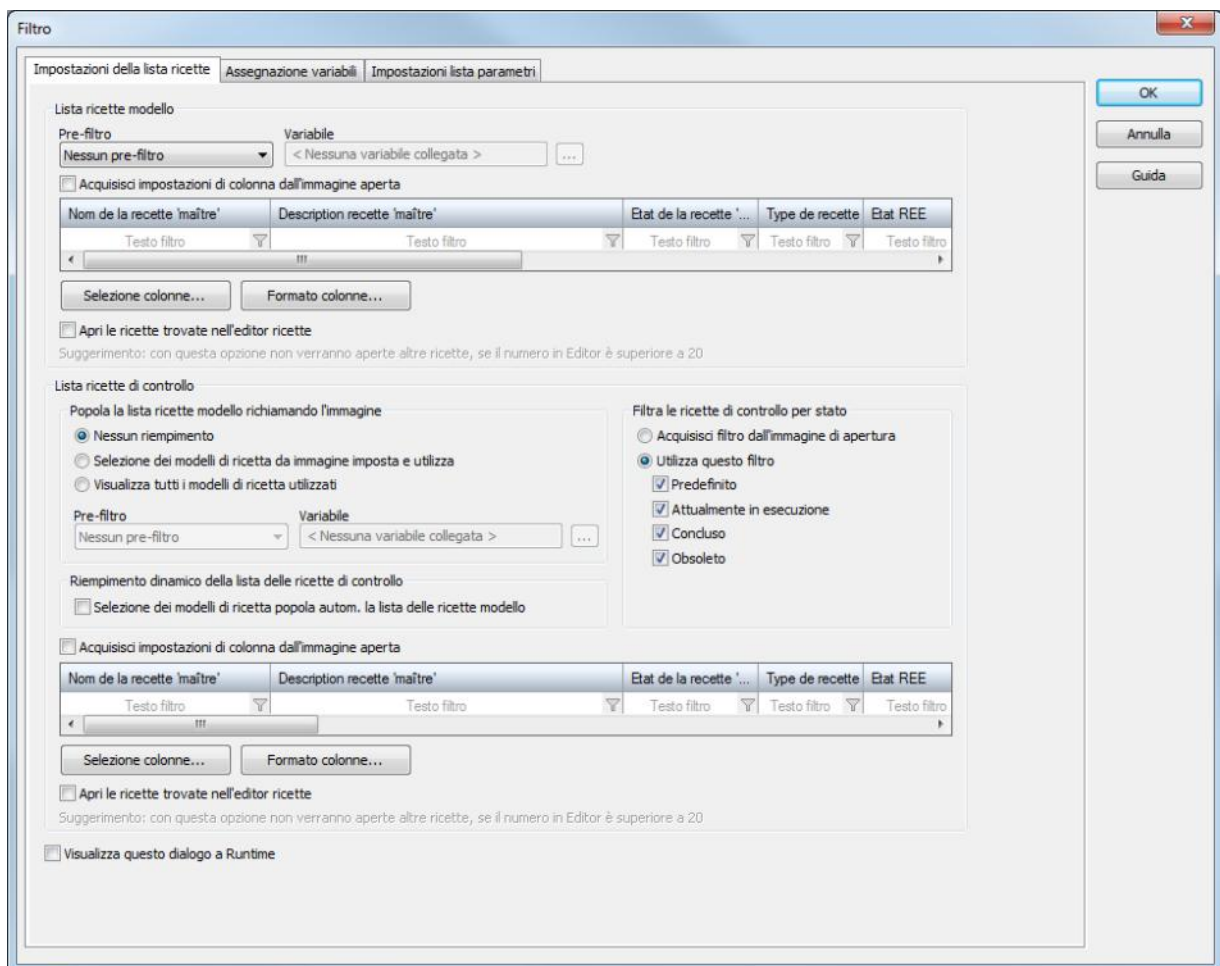 Filtro
Impostazioni della lista ricette Assegnazione variabili Impostazioni lista parametri
OK
Annulla
Guida
Lista ricette modello
Pre-filtro Variabile
Nessun pre-filtro < Nessuna variabile collegata > ...
Acquisisci impostazioni di colonna dall'immagine aperta
Nom de la recette 'maître' Description recette 'maître' Etat de la recette '... Type de recette Etat REE
Testo filtro Testo filtro Testo filtro Testo filtro Testo filtro
Selezione colonne... Formato colonne...
Apri le ricette trovate nell'editor ricette
Suggerimento: con questa opzione non verranno aperte altre ricette, se il numero in Editor è superiore a 20
Lista ricette di controllo
Popola la lista ricette modello richiamando l'immagine
Nessun riempimento
Selezione dei modelli di ricetta da immagine imposta e utilizza
Visualizza tutti i modelli di ricetta utilizzati
Pre-filtro Variabile
Nessun pre-filtro < Nessuna variabile collegata > ...
Filtra le ricette di controllo per stato
Acquisisci filtro dall'immagine di apertura
Utilizza questo filtro
Predefinito
Attualmente in esecuzione
Concluso
Obsoleto
Riempimento dinamico della lista delle ricette di controllo
Selezione dei modelli di ricetta popola autom. la lista delle ricette modello
Acquisisci impostazioni di colonna dall'immagine aperta
Nom de la recette 'maître' Description recette 'maître' Etat de la recette '... Type de recette Etat REE
Testo filtro Testo filtro Testo filtro Testo filtro Testo filtro
Selezione colonne... Formato colonne...
Apri le ricette trovate nell'editor ricette
Suggerimento: con questa opzione non verranno aperte altre ricette, se il numero in Editor è superiore a 20
Visualizza questo dialogo a Runtime